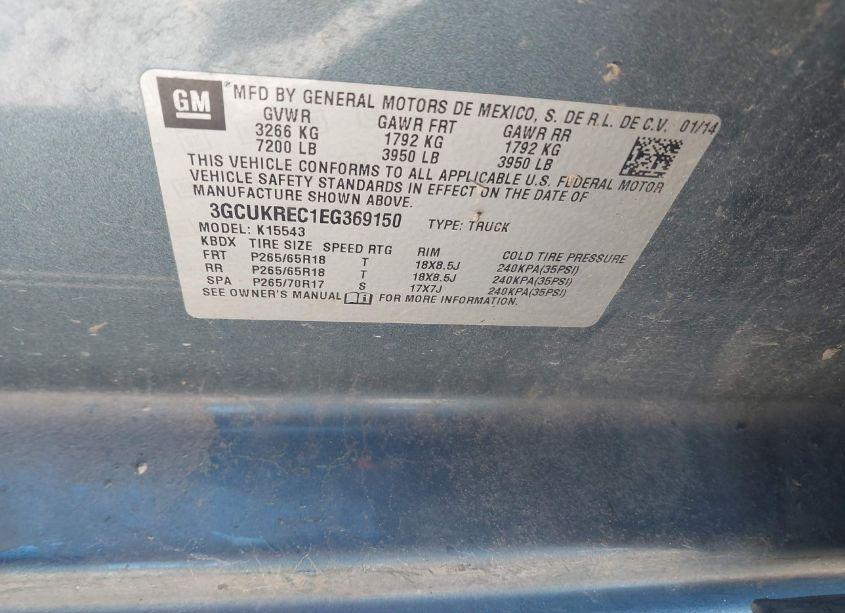 GM
*MFD BY GENERAL MOTORS DE MEXICO, S. DE R.L. DE C.V. 01/14
GVWR GAWR FRT GAWR RR
3266 KG 1792 KG 1792 KG
7200 LB 3950 LB 3950 LB
THIS VEHICLE CONFORMS TO ALL APPLICABLE U.S. FEDERAL MOTOR
VEHICLE SAFETY STANDARDS IN EFFECT ON THE DATE OF
MANUFACTURE SHOWN ABOVE.
3GCUKREC1EG369150 TYPE: TRUCK
MODEL: K15543
KBDX TIRE SIZE SPEED RTG RIM COLD TIRE PRESSURE
FRT P265/65R18 T 18X8.5J 240KPA(35PSI)
RR P265/65R18 T 18X8.5J 240KPA(35PSI)
SPA P265/70R17 S 17X7J 240KPA(35PSI)
SEE OWNER'S MANUAL FOR MORE INFORMATION.